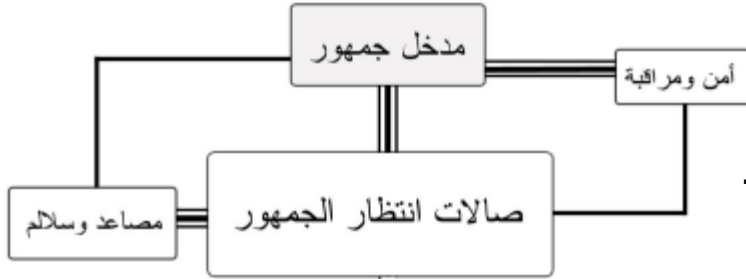 مدخل جمهور
أمن ومراقبة
صالات انتظار الجمهور
مصاعد وسلالم